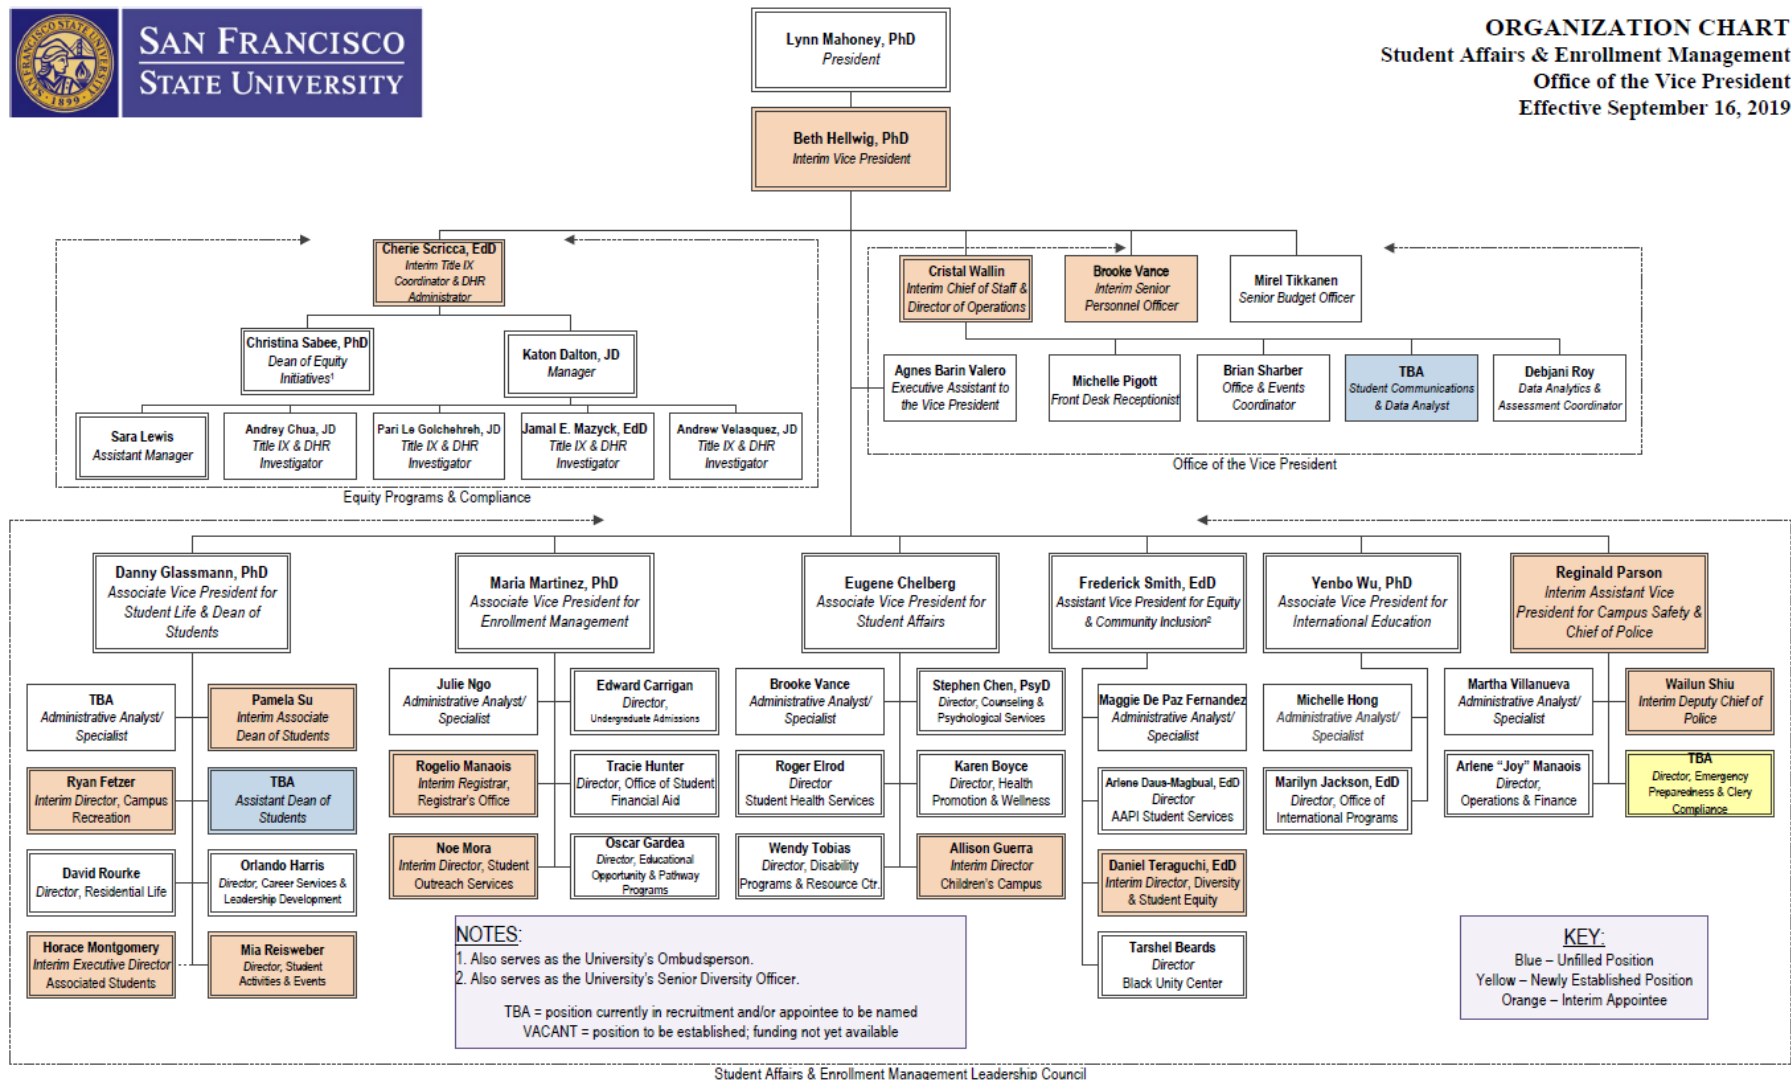 SAN FRANCISCO
STATE UNIVERSITY
SAN FRANCISCO STATE UNIVERSITY
1899
ORGANIZATION CHART
Student Affairs & Enrollment Management
Office of the Vice President
Effective September 16, 2019
Lynn Mahoney, PhD
President
Beth Hellwig, PhD
Interim Vice President
Cherie Scricca, EdD
Interim Title IX
Coordinator & DHR
Administrator
Christina Sabee, PhD
Dean of Equity
Initiatives¹
Katon Dalton, JD
Manager
Sara Lewis
Assistant Manager
Andrey Chua, JD
Title IX & DHR
Investigator
Pari Le Golchehreh, JD
Title IX & DHR
Investigator
Jamal E. Mazyck, EdD
Title IX & DHR
Investigator
Andrew Velasquez, JD
Title IX & DHR
Investigator
Equity Programs & Compliance
Cristal Wallin
Interim Chief of Staff &
Director of Operations
Brooke Vance
Interim Senior
Personnel Officer
Mirel Tikkanen
Senior Budget Officer
Agnes Barin Valero
Executive Assistant to
the Vice President
Michelle Pigott
Front Desk Receptionist
Brian Sharber
Office & Events
Coordinator
TBA
Student Communications
& Data Analyst
Debjani Roy
Data Analytics &
Assessment Coordinator
Office of the Vice President
Danny Glassmann, PhD
Associate Vice President for
Student Life & Dean of
Students
TBA
Administrative Analyst/
Specialist
Pamela Su
Interim Associate
Dean of Students
Ryan Fetzer
Interim Director, Campus
Recreation
TBA
Assistant Dean of
Students
David Rourke
Director, Residential Life
Orlando Harris
Director, Career Services &
Leadership Development
Horace Montgomery
Interim Executive Director
Associated Students
Mia Reisweber
Director, Student
Activities & Events
Maria Martinez, PhD
Associate Vice President for
Enrollment Management
Julie Ngo
Administrative Analyst/
Specialist
Edward Carrigan
Director,
Undergraduate Admissions
Rogelio Manaois
Interim Registrar,
Registrar's Office
Tracie Hunter
Director, Office of Student
Financial Aid
Noe Mora
Interim Director, Student
Outreach Services
Oscar Gardea
Director, Educational
Opportunity & Pathway
Programs
Eugene Chelberg
Associate Vice President for
Student Affairs
Brooke Vance
Administrative Analyst/
Specialist
Stephen Chen, PsyD
Director, Counseling &
Psychological Services
Roger Elrod
Director
Student Health Services
Karen Boyce
Director, Health
Promotion & Wellness
Wendy Tobias
Director, Disability
Programs & Resource Ctr.
Allison Guerra
Interim Director
Children's Campus
Frederick Smith, EdD
Assistant Vice President for Equity
& Community Inclusion²
Maggie De Paz Fernandez
Administrative Analyst/
Specialist
Arlene Daus-Magbual, EdD
Director
AAPI Student Services
Daniel Teraguchi, EdD
Interim Director, Diversity
& Student Equity
Tarshel Beards
Director
Black Unity Center
Yenbo Wu, PhD
Associate Vice President for
International Education
Michelle Hong
Administrative Analyst/
Specialist
Marilyn Jackson, EdD
Director, Office of
International Programs
Reginald Parson
Interim Assistant Vice
President for Campus Safety &
Chief of Police
Martha Villanueva
Administrative Analyst/
Specialist
Wailun Shiu
Interim Deputy Chief of
Police
Arlene "Joy" Manaois
Director,
Operations & Finance
TBA
Director, Emergency
Preparedness & Clery
Compliance
NOTES:
1. Also serves as the University's Ombudsperson.
2. Also serves as the University's Senior Diversity Officer.
TBA = position currently in recruitment and/or appointee to be named
VACANT = position to be established; funding not yet available
KEY:
Blue – Unfilled Position
Yellow – Newly Established Position
Orange – Interim Appointee
Student Affairs & Enrollment Management Leadership Council